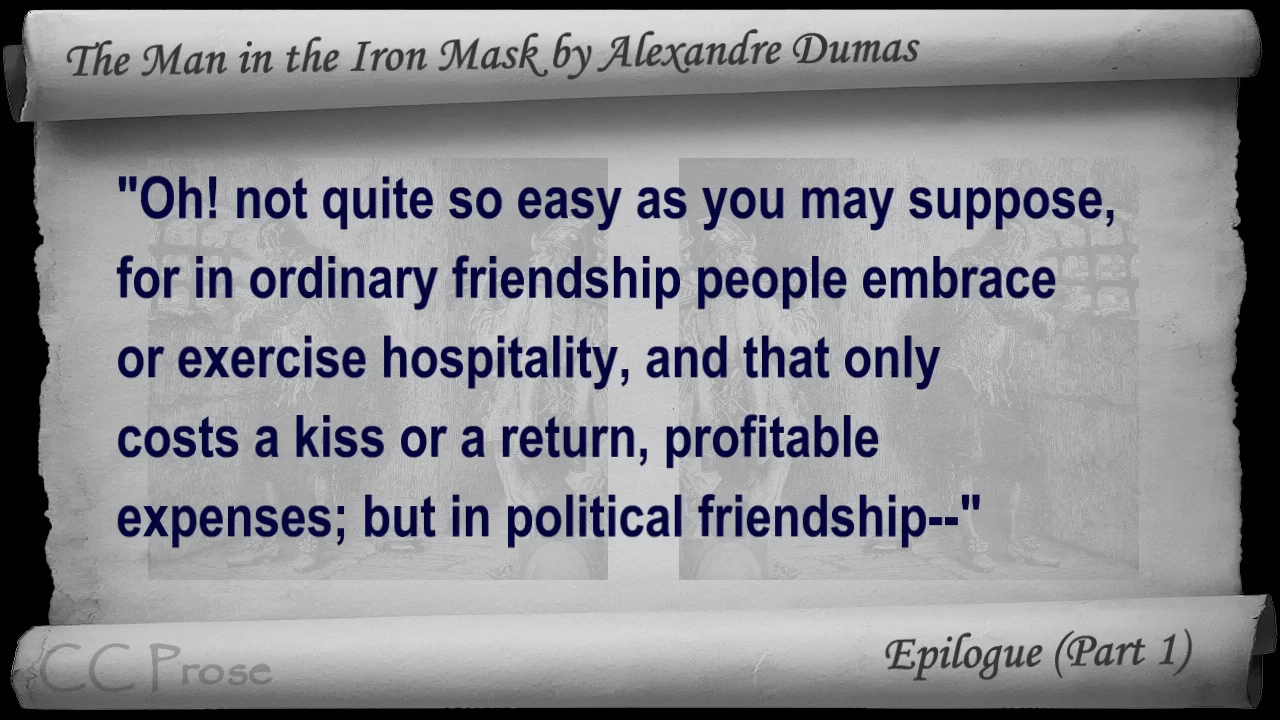 The Man in the Iron Mask by Alexandre Dumas
"Oh! not quite so easy as you may suppose,
for in ordinary friendship people embrace
or exercise hospitality, and that only
costs a kiss or a return, profitable
expenses; but in political friendship--"
CC Prose
Epilogue (Part 1)